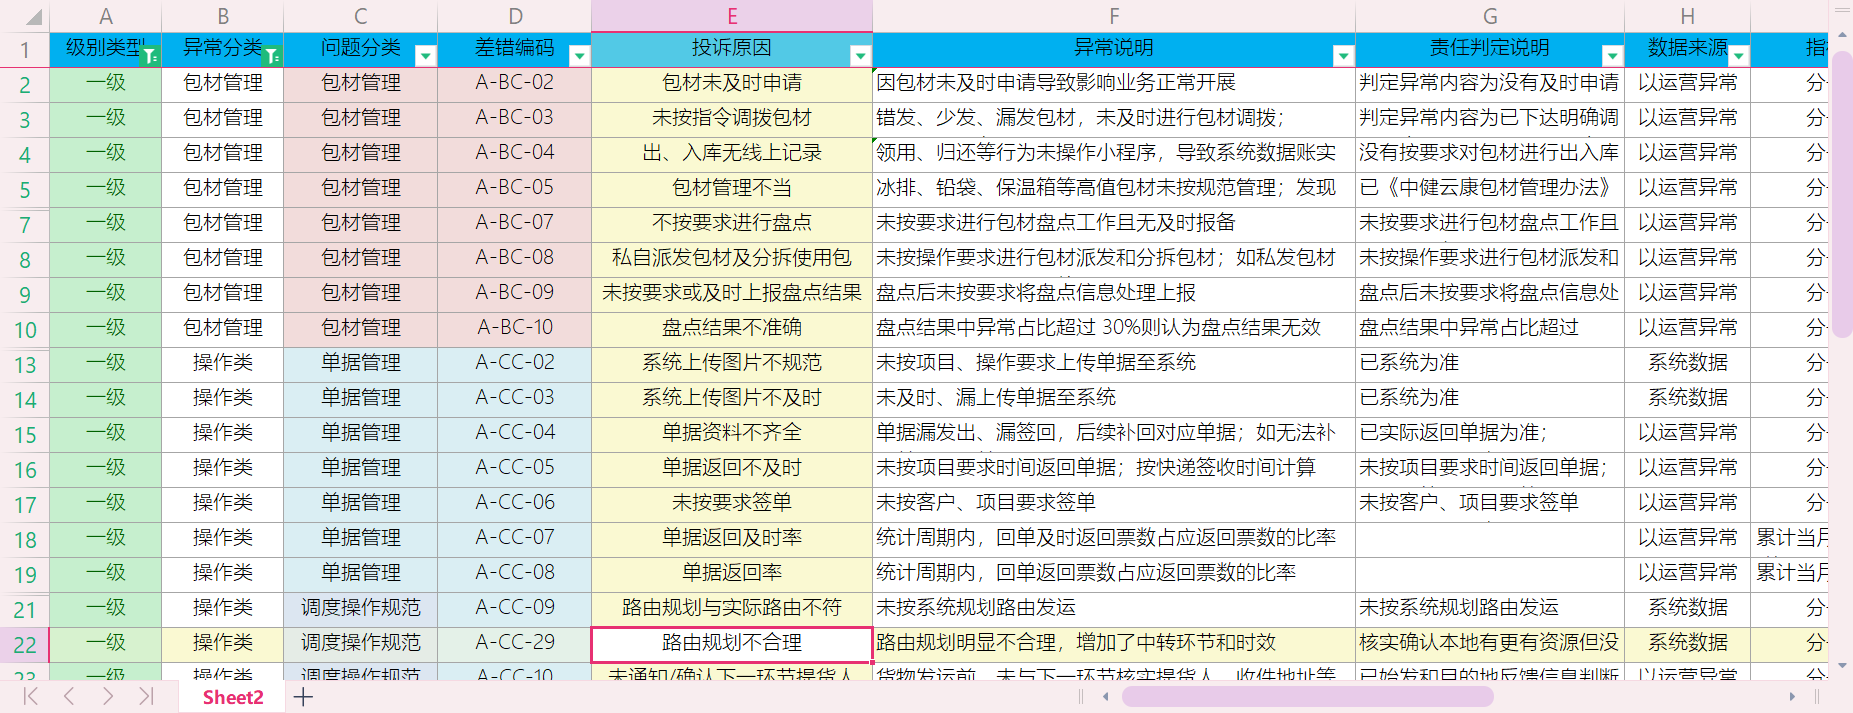 A B C D E F G H
1 级别类型 异常分类 问题分类 差错编码 投诉原因 异常说明 责任判定说明 数据来源
2 一级 包材管理 包材管理 A-BC-02 包材未及时申请 因包材未及时申请导致影响业务正常开展 判定异常内容为没有及时申请 以运营异常 分
3 一级 包材管理 包材管理 A-BC-03 未按指令调拨包材 错发、少发、漏发包材，未及时进行包材调拨； 判定异常内容为已下达明确调 以运营异常 分
4 一级 包材管理 包材管理 A-BC-04 出、入库无线上记录 领用、归还等行为未操作小程序，导致系统数据账实 没有按要求对包材进行出入库 以运营异常 分
5 一级 包材管理 包材管理 A-BC-05 包材管理不当 冰排、铅袋、保温箱等高值包材未按规范管理；发现 已《中健云康包材管理办法》 以运营异常 分
7 一级 包材管理 包材管理 A-BC-07 不按要求进行盘点 未按要求进行包材盘点工作且无及时报备 未按要求进行包材盘点工作且 以运营异常 分
8 一级 包材管理 包材管理 A-BC-08 私自派发包材及分拆使用包 未按操作要求进行包材派发和分拆包材；如私发包材 未按操作要求进行包材派发和 以运营异常 分
9 一级 包材管理 包材管理 A-BC-09 未按要求或及时上报盘点结果 盘点后未按要求将盘点信息处理上报 盘点后未按要求将盘点信息处 以运营异常 分
10 一级 包材管理 包材管理 A-BC-10 盘点结果不准确 盘点结果中异常占比超过 30%则认为盘点结果无效 盘点结果中异常占比超过 以运营异常 分
13 一级 操作类 单据管理 A-CC-02 系统上传图片不规范 未按项目、操作要求上传单据至系统 已系统为准 系统数据 分
14 一级 操作类 单据管理 A-CC-03 系统上传图片不及时 未及时、漏上传单据至系统 已系统为准 系统数据 分
15 一级 操作类 单据管理 A-CC-04 单据资料不齐全 单据漏发出、漏签回，后续补回对应单据；如无法补 已实际返回单据为准； 以运营异常 分
16 一级 操作类 单据管理 A-CC-05 单据返回不及时 未按项目要求时间返回单据；按快递签收时间计算 未按项目要求时间返回单据； 以运营异常 分
17 一级 操作类 单据管理 A-CC-06 未按要求签单 未按客户、项目要求签单 未按客户、项目要求签单 以运营异常 分
18 一级 操作类 单据管理 A-CC-07 单据返回及时率 统计周期内，回单及时返回票数占应返回票数的比率 以运营异常 累计当月
19 一级 操作类 单据管理 A-CC-08 单据返回率 统计周期内，回单返回票数占应返回票数的比率 以运营异常 累计当月
21 一级 操作类 调度操作规范 A-CC-09 路由规划与实际路由不符 未按系统规划路由发运 未按系统规划路由发运 系统数据 分
22 一级 操作类 调度操作规范 A-CC-29 路由规划不合理 路由规划明显不合理，增加了中转环节和时效 核实确认本地有更有资源但没 系统数据 分
23 一级 操作类 调度操作规范 A-CC-10 未通知/确认下一环节提货人 货物发运前，未与下一环节核实提货人、收件地址等 已始发和目的地反馈信息判断 以运营异常 分
Sheet2